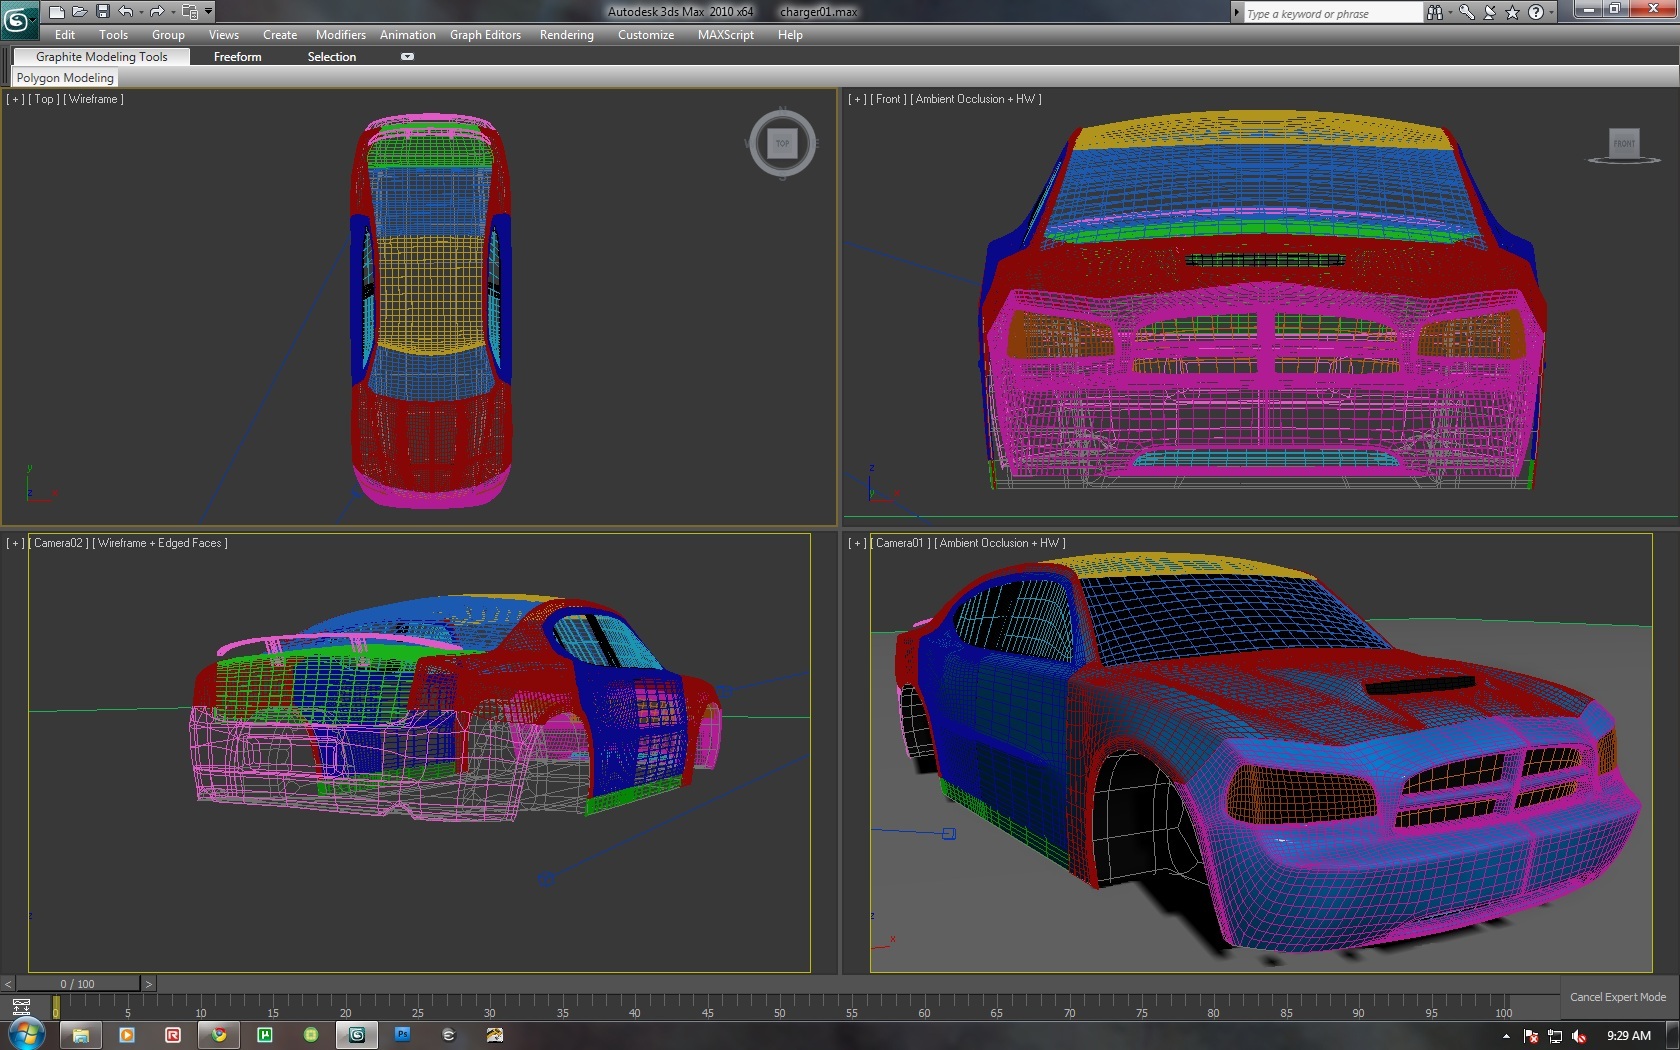 Autodesk 3ds Max 2010 x64 charger01.max
Type a keyword or phrase
Edit Tools Group Views Create Modifiers Animation Graph Editors Rendering Customize MAXScript Help
Graphite Modeling Tools Freeform Selection
Polygon Modeling
[ + ] [ Top ] [ Wireframe ]
N
TOP
y
z
[ + ] [ Front ] [ Ambient Occlusion + HW ]
FRONT
z
y x
[ + ] [ Camera02 ] [ Wireframe + Edged Faces ]
z
[ + ] [ Camera01 ] [ Ambient Occlusion + HW ]
z
x
< 0 / 100 >
0 5 10 15 20 25 30 35 40 45 50 55 60 65 70 75 80 85 90 95 100
Cancel Expert Mode
Ps
9:29 AM